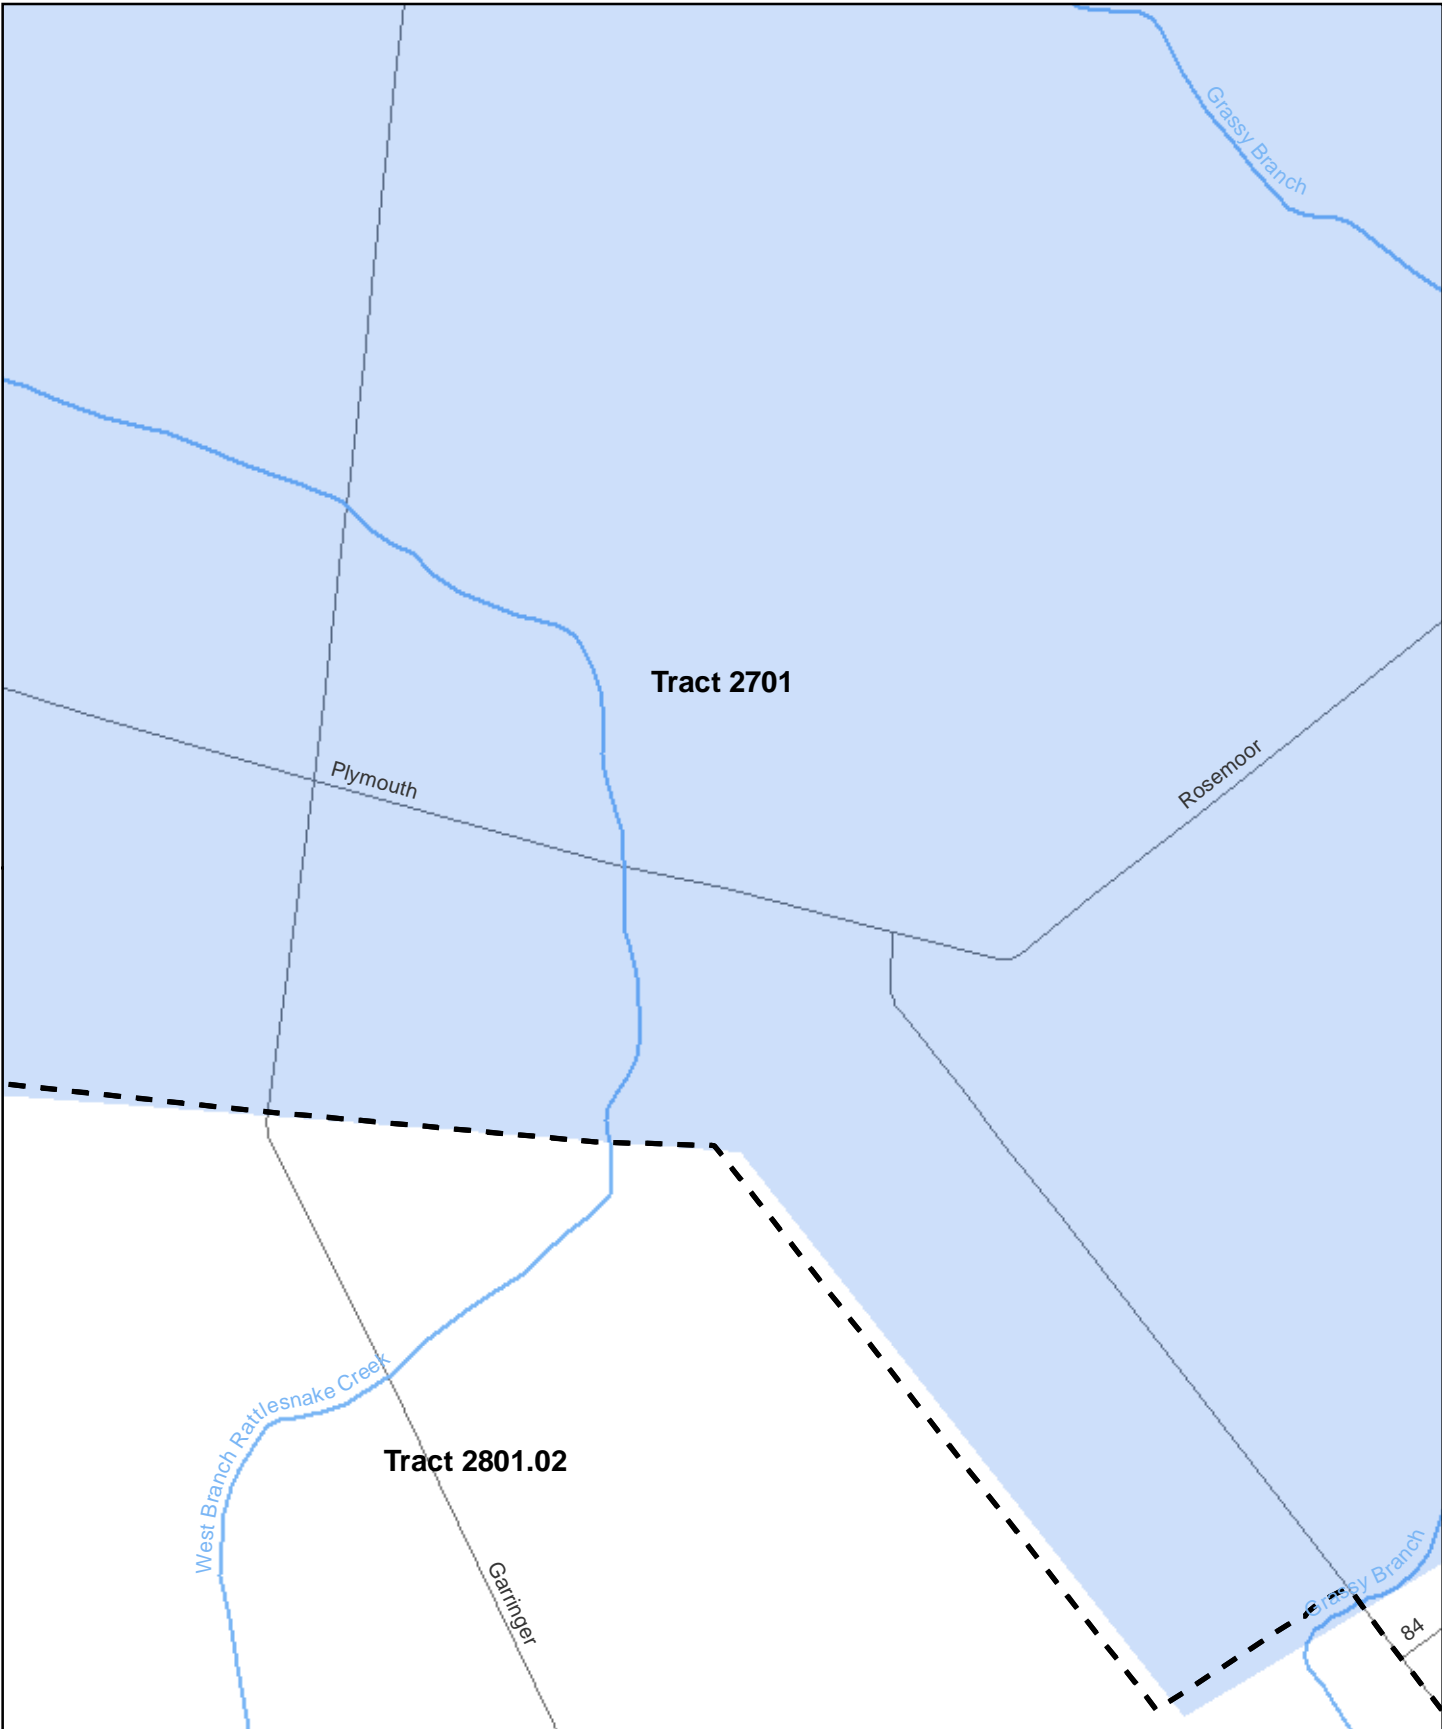 Grassy Branch
Tract 2701
Rosemoor
Plymouth
West Branch Rattlesnake Creek
Tract 2801.02
Garringer
Grassy Branch
84